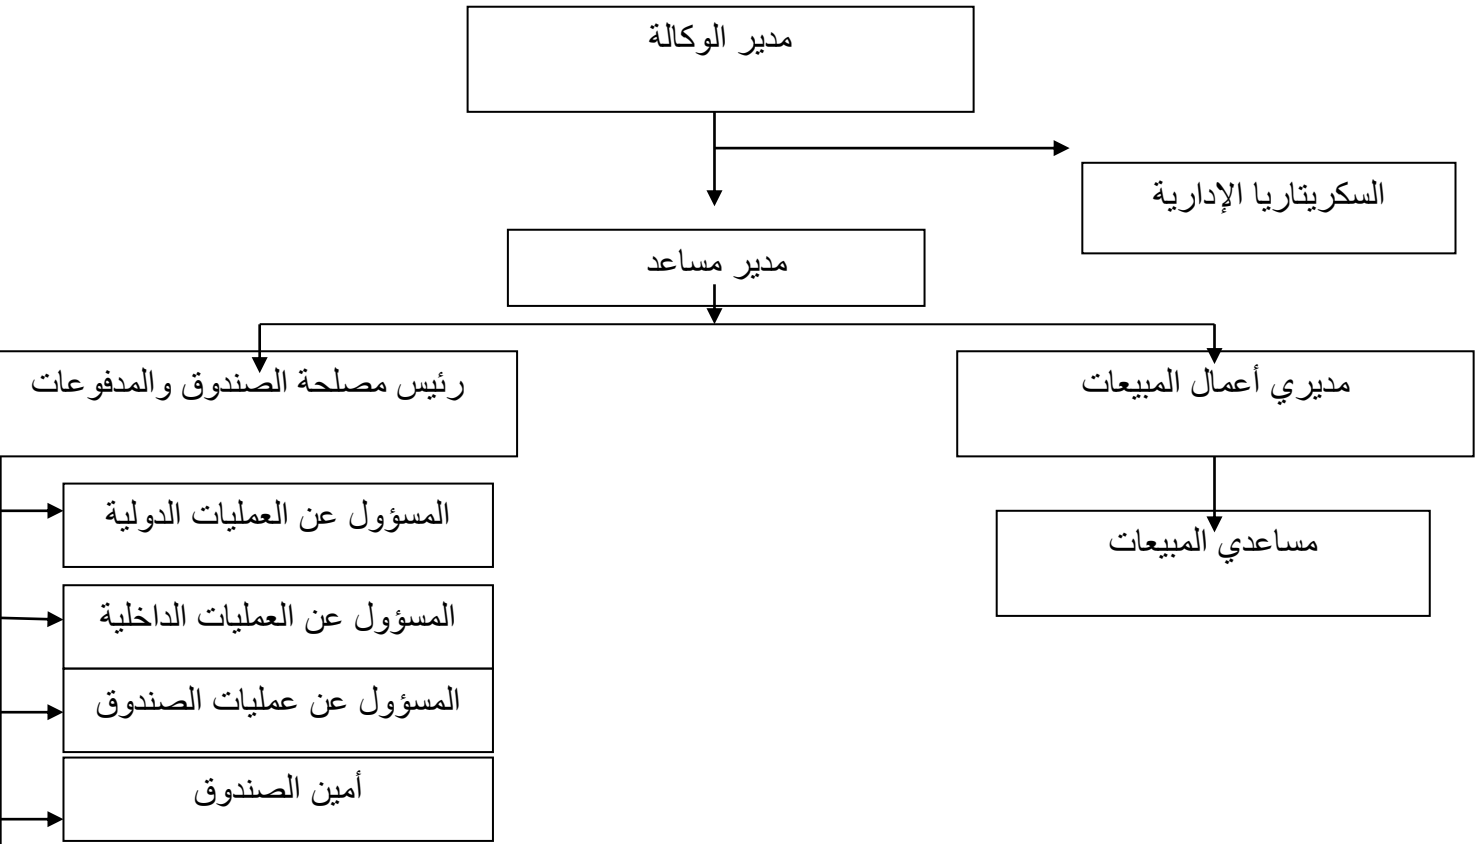 مدير الوكالة
السكريتاريا الإدارية
مدير مساعد
مديري أعمال المبيعات
رئيس مصلحة الصندوق والمدفوعات
مساعدي المبيعات
المسؤول عن العمليات الدولية
المسؤول عن العمليات الداخلية
المسؤول عن عمليات الصندوق
أمين الصندوق